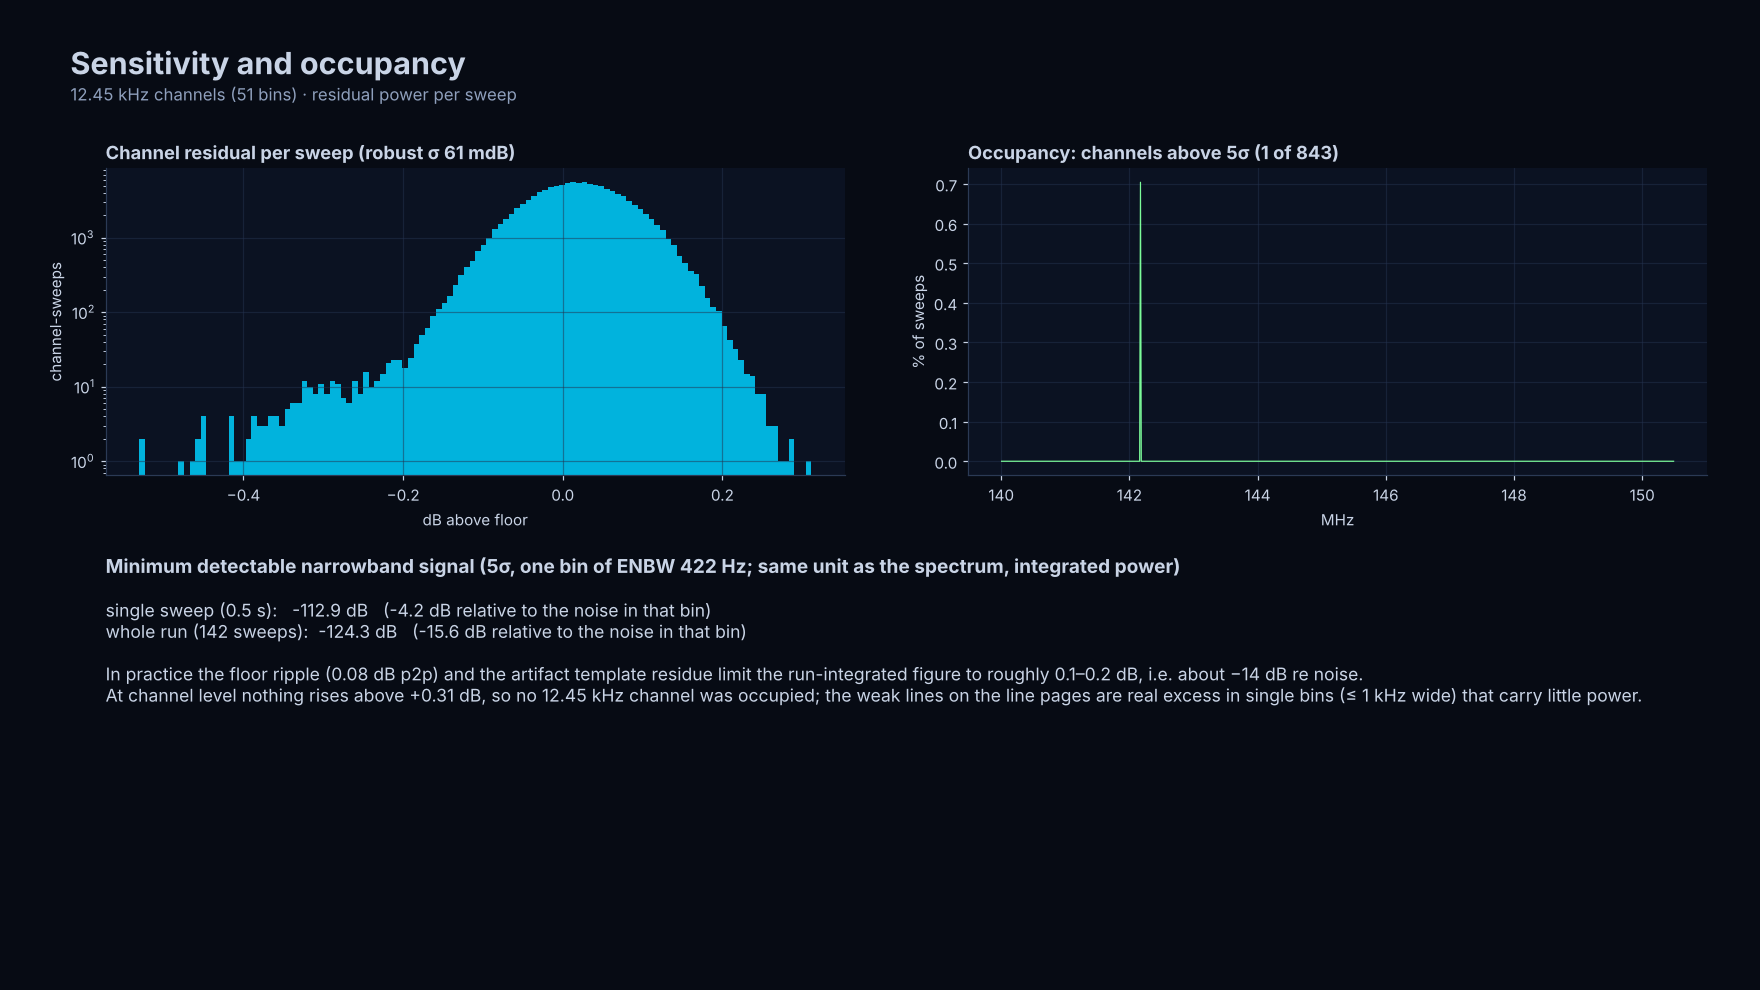 Sensitivity and occupancy
12.45 kHz channels (51 bins) · residual power per sweep
Channel residual per sweep (robust σ 61 mdB)
channel-sweeps
10³
10²
10¹
10⁰
−0.4
−0.2
0.0
0.2
dB above floor
Occupancy: channels above 5σ (1 of 843)
% of sweeps
0.7
0.6
0.5
0.4
0.3
0.2
0.1
0.0
140
142
144
146
148
150
MHz
Minimum detectable narrowband signal (5σ, one bin of ENBW 422 Hz; same unit as the spectrum, integrated power)
single sweep (0.5 s): -112.9 dB (-4.2 dB relative to the noise in that bin)
whole run (142 sweeps): -124.3 dB (-15.6 dB relative to the noise in that bin)
In practice the floor ripple (0.08 dB p2p) and the artifact template residue limit the run-integrated figure to roughly 0.1–0.2 dB, i.e. about −14 dB re noise.
At channel level nothing rises above +0.31 dB, so no 12.45 kHz channel was occupied; the weak lines on the line pages are real excess in single bins (≤ 1 kHz wide) that carry little power.